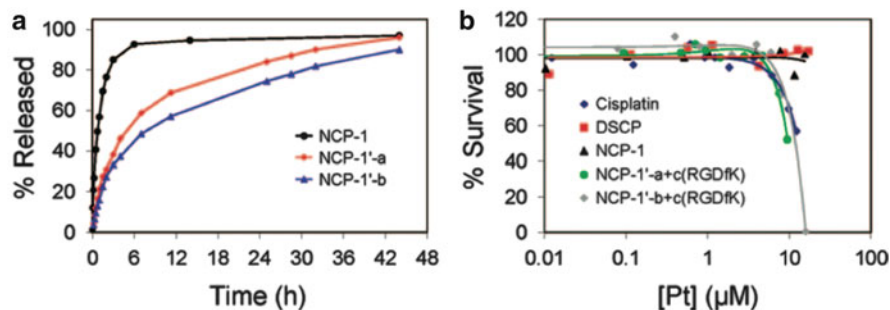 a
% Released
100
80
60
40
20
0
0 6 12 18 24 30 36 42 48
Time (h)
NCP-1
NCP-1'-a
NCP-1'-b
b
% Survival
120
100
80
60
40
20
0
0.01 0.1 1 10 100
[Pt] (μM)
Cisplatin
DSCP
NCP-1
NCP-1'-a+c(RGDfK)
NCP-1'-b+c(RGDfK)